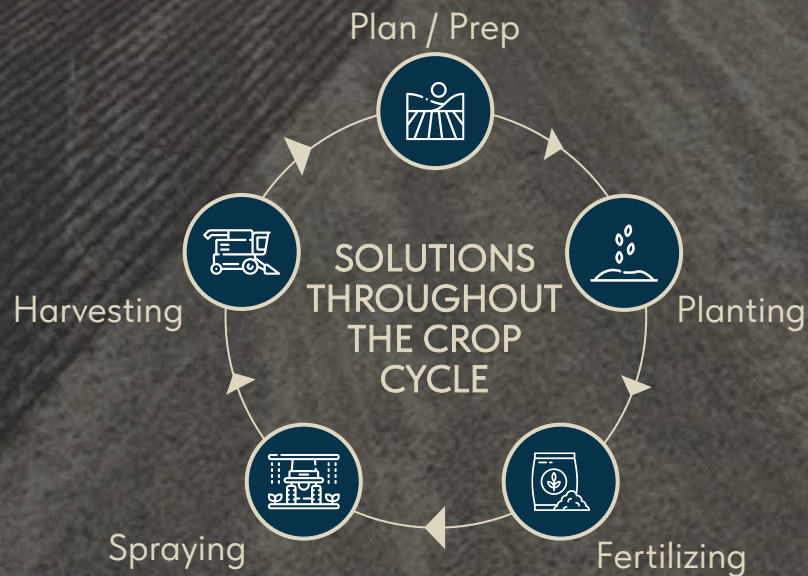 Plan / Prep
SOLUTIONS
THROUGHOUT
THE CROP
CYCLE
Harvesting
Planting
Spraying
Fertilizing